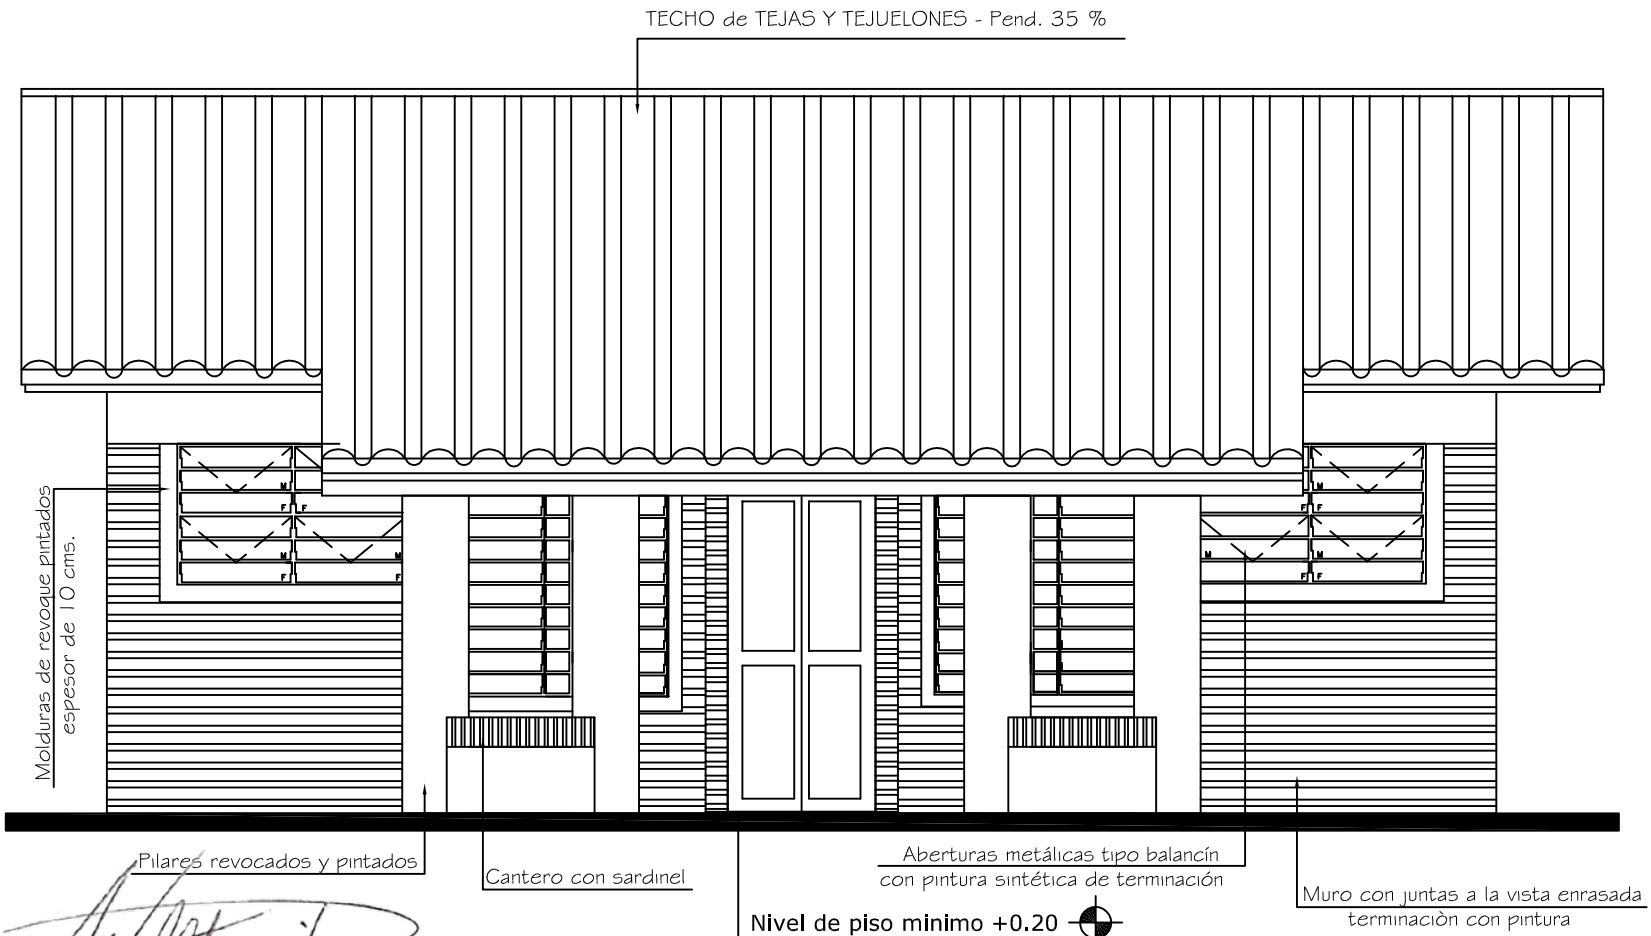 TECHO de TEJAS Y TEJUELONES - Pend. 35 %
Molduras de revoque pintados
espesor de 10 cms.
M
F
F
M
M
F
F
M
F
F
M
M
F
F
Pilares revocados y pintados
Cantero con sardinel
Aberturas metálicas tipo balancín
con pintura sintética de terminación
Nivel de piso minimo +0.20
Muro con juntas a la vista enrasada
terminaciòn con pintura